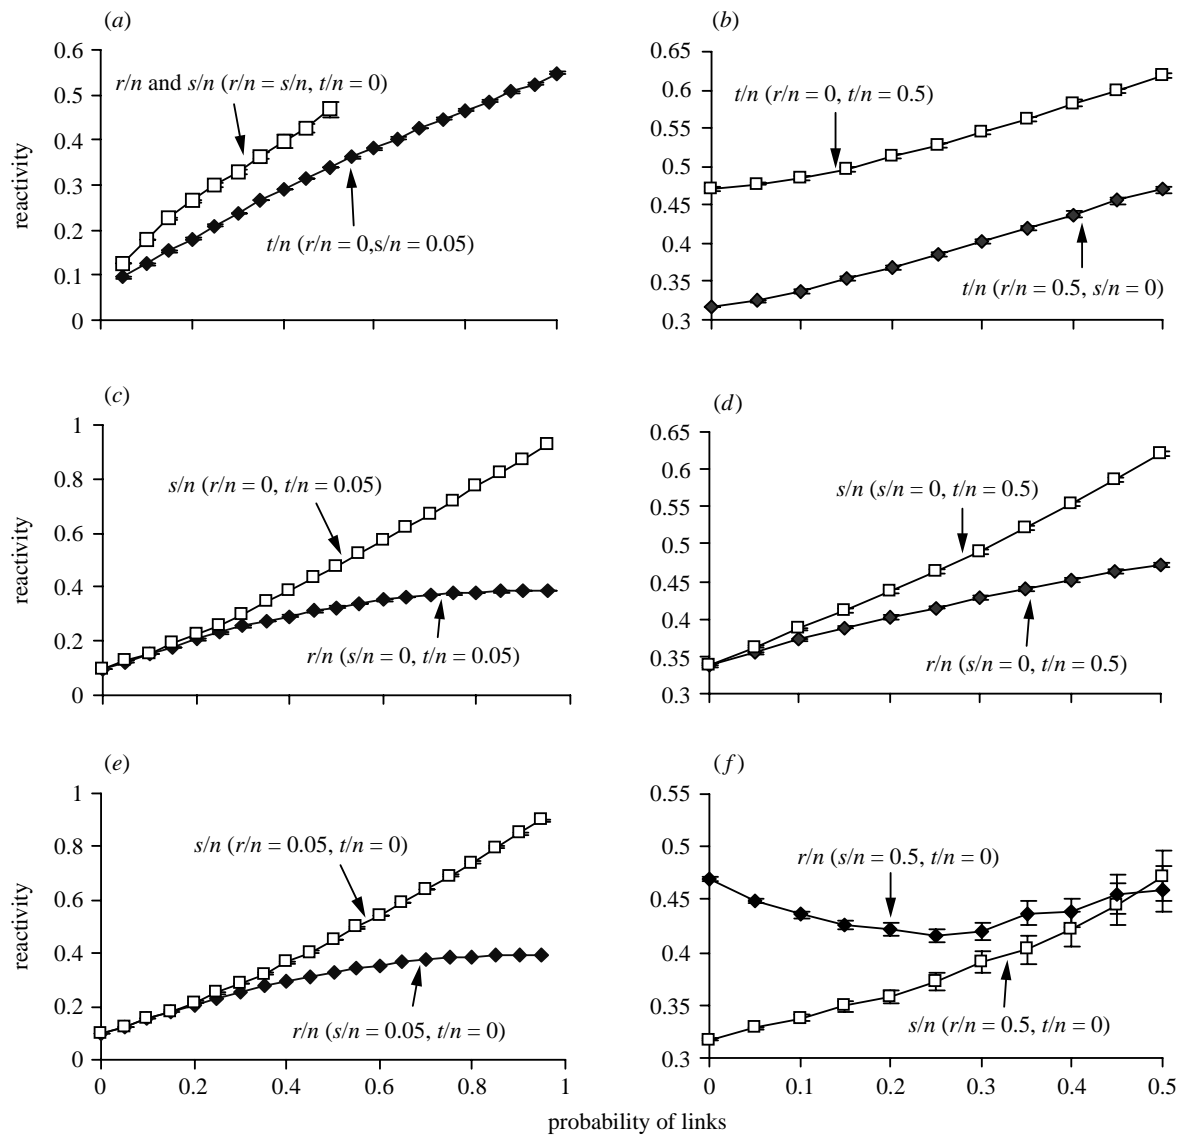 (a)
0.6
0.5
0.4
0.3
0.2
0.1
0
reactivity
r/n and s/n (r/n = s/n, t/n = 0)
t/n (r/n = 0,s/n = 0.05)
(b)
0.65
0.6
0.55
0.5
0.45
0.4
0.35
0.3
t/n (r/n = 0, t/n = 0.5)
t/n (r/n = 0.5, s/n = 0)
(c)
1
0.8
0.6
0.4
0.2
0
reactivity
s/n (r/n = 0, t/n = 0.05)
r/n (s/n = 0, t/n = 0.05)
(d)
0.65
0.6
0.55
0.5
0.45
0.4
0.35
0.3
s/n (s/n = 0, t/n = 0.5)
r/n (s/n = 0, t/n = 0.5)
(e)
1
0.8
0.6
0.4
0.2
0
reactivity
s/n (r/n = 0.05, t/n = 0)
r/n (s/n = 0.05, t/n = 0)
0 0.2 0.4 0.6 0.8 1
(f)
0.55
0.5
0.45
0.4
0.35
0.3
r/n (s/n = 0.5, t/n = 0)
s/n (r/n = 0.5, t/n = 0)
0 0.1 0.2 0.3 0.4 0.5
probability of links